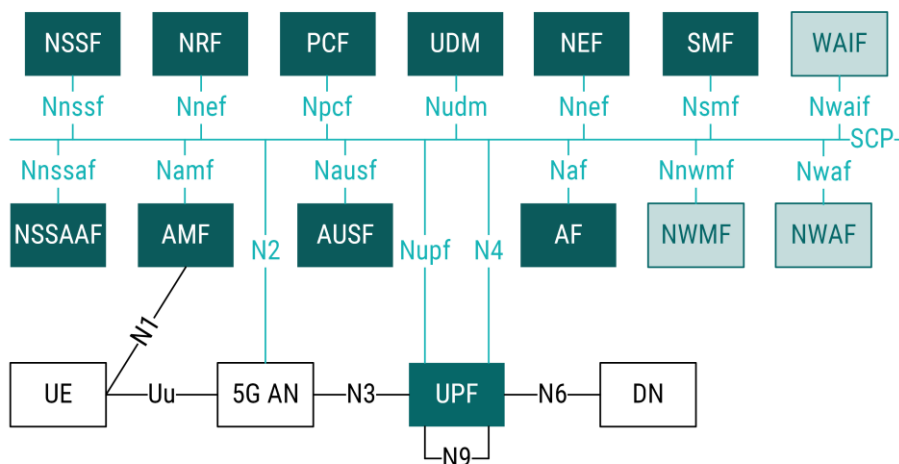 NSSF NRF PCF UDM NEF SMF WAIF
Nnssf Nnef Npcf Nudm Nnef Nsmf Nwaif
SCP
Nnssaf Namf Nausf Naf Nnwmf Nwaf
NSSAAF AMF N2 AUSF Nupf N4 AF NWMF NWAF
N1
UE Uu 5G AN N3 UPF N6 DN
N9